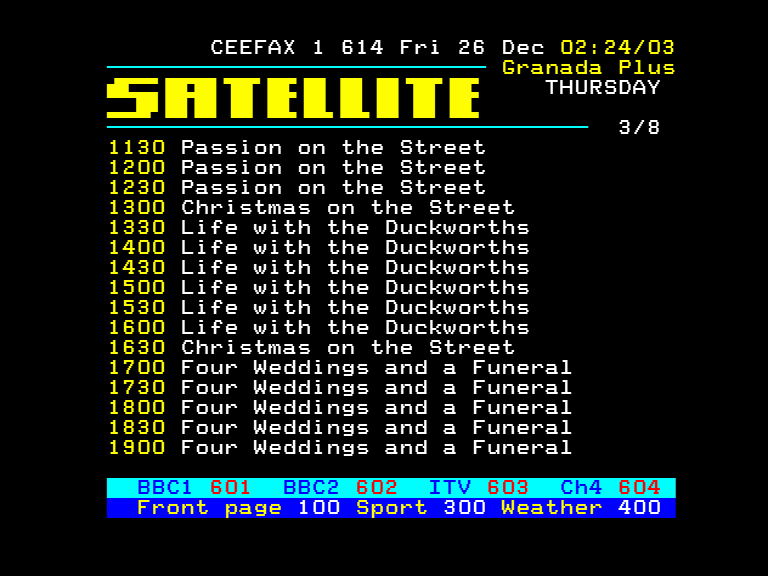 CEEFAX 1 614 Fri 26 Dec 02:24/03
Granada Plus
SATELLITE
THURSDAY
3/8
1130 Passion on the Street
1200 Passion on the Street
1230 Passion on the Street
1300 Christmas on the Street
1330 Life with the Duckworths
1400 Life with the Duckworths
1430 Life with the Duckworths
1500 Life with the Duckworths
1530 Life with the Duckworths
1600 Life with the Duckworths
1630 Christmas on the Street
1700 Four Weddings and a Funeral
1730 Four Weddings and a Funeral
1800 Four Weddings and a Funeral
1830 Four Weddings and a Funeral
1900 Four Weddings and a Funeral
BBC1 601 BBC2 602 ITV 603 Ch4 604
Front page 100 Sport 300 Weather 400